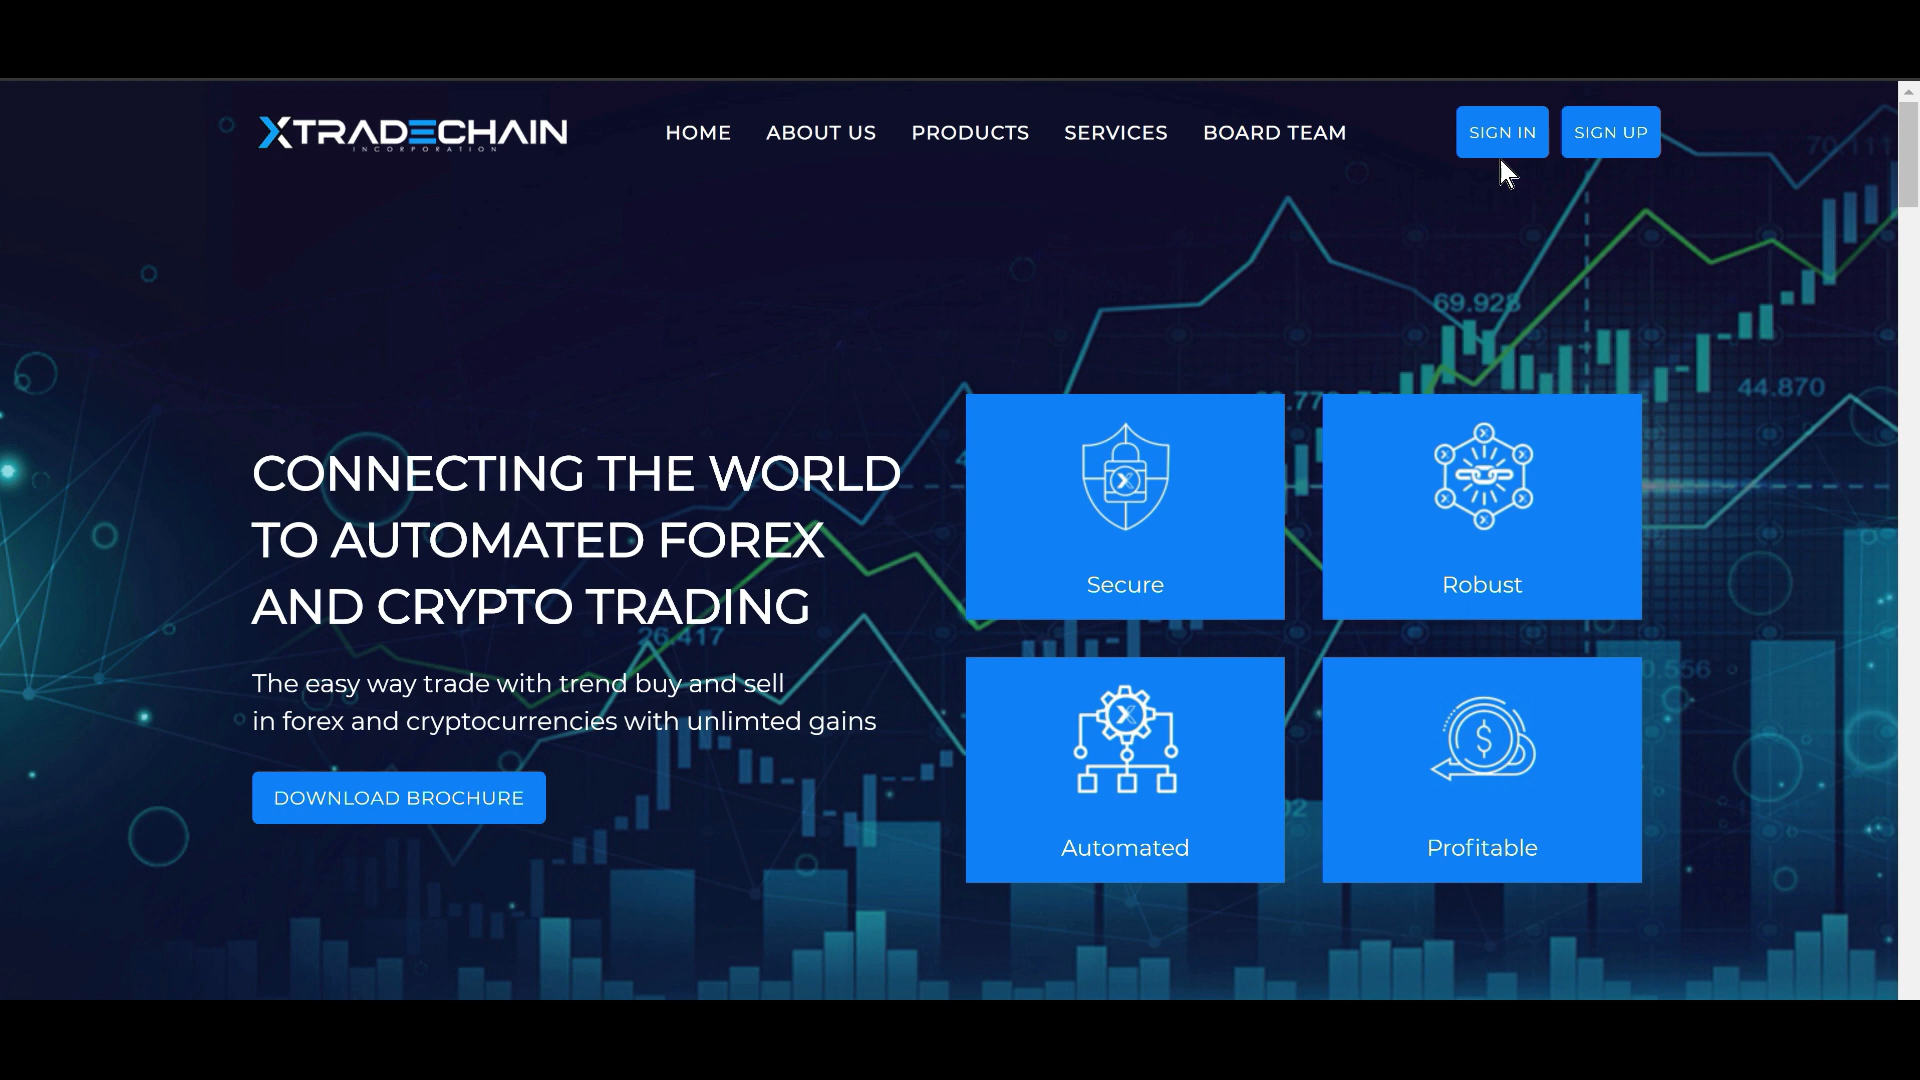 XTRADECHAIN
INCORPORATION
HOME ABOUT US PRODUCTS SERVICES BOARD TEAM
SIGN IN SIGN UP
70.111
69.928
44.870
CONNECTING THE WORLD
TO AUTOMATED FOREX
AND CRYPTO TRADING
26.417
The easy way trade with trend buy and sell
in forex and cryptocurrencies with unlimted gains
DOWNLOAD BROCHURE
Secure
Robust
Automated
Profitable